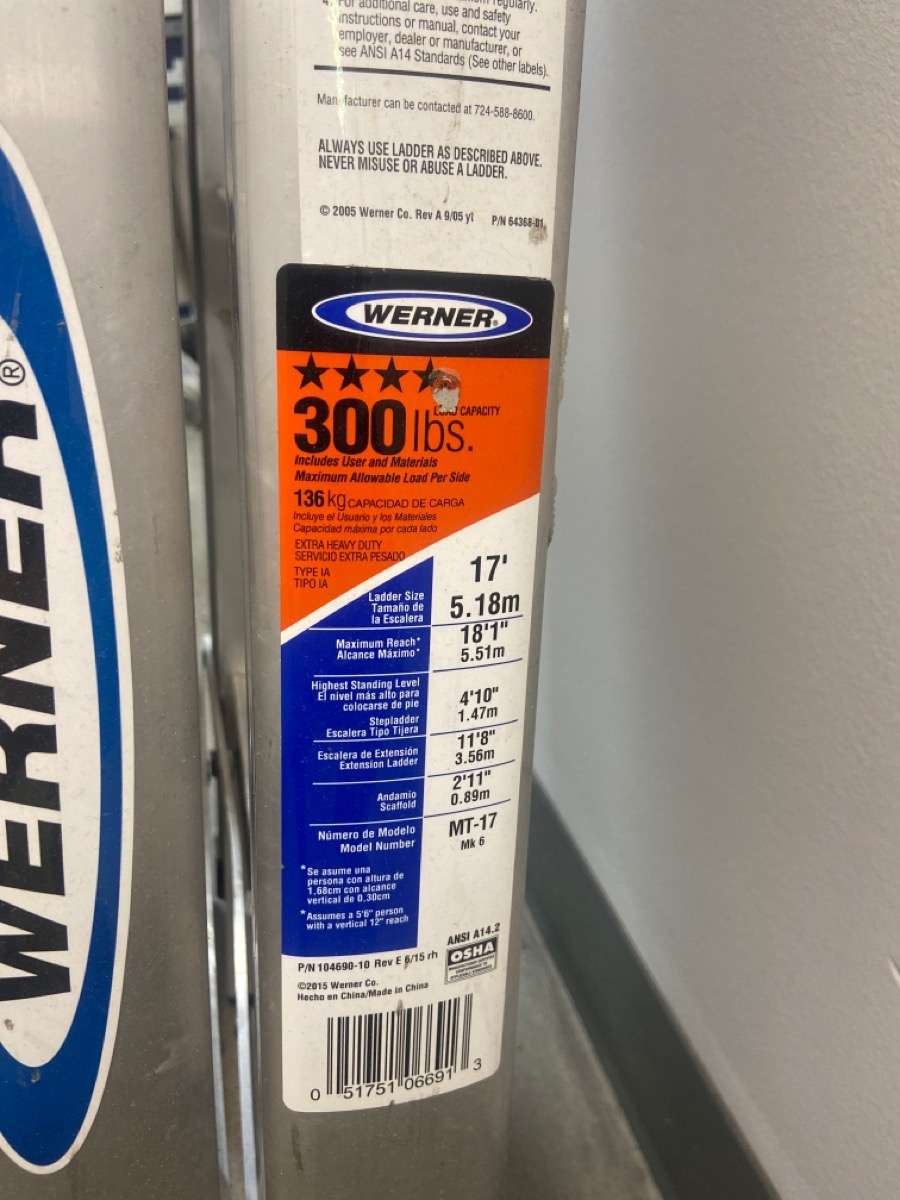 4. For additional care, use and safety
instructions or manual, contact your
employer, dealer or manufacturer, or
see ANSI A14 Standards (See other labels).
Manufacturer can be contacted at 724-588-8600.
ALWAYS USE LADDER AS DESCRIBED ABOVE.
NEVER MISUSE OR ABUSE A LADDER.
© 2005 Werner Co. Rev A 9/05 yt P/N 64368-01
WERNER®
300 lbs. LOAD CAPACITY
Includes User and Materials
Maximum Allowable Load Per Side
136 kg CAPACIDAD DE CARGA
Incluye el Usuario y los Materiales
Capacidad máxima por cada lado
EXTRA HEAVY DUTY
SERVICIO EXTRA PESADO
TYPE IA
TIPO IA
Ladder Size
Tamaño de
la Escalera
17'
5.18m
Maximum Reach*
Alcance Máximo*
18'1"
5.51m
Highest Standing Level
El nivel más alto para
colocarse de pie
Stepladder
Escalera Tipo Tijera
4'10"
1.47m
Escalera de Extensión
Extension Ladder
11'8"
3.56m
Andamio
Scaffold
2'11"
0.89m
Número de Modelo
Model Number
MT-17
Mk 6
*Se asume una
persona con altura de
1.68cm con alcance
vertical de 0.30cm
*Assumes a 5'6" person
with a vertical 12" reach
ANSI A14.2
OSHA
P/N 104690-10 Rev E 6/15 rh
©2015 Werner Co.
Hecho en China/Made in China
0 51751 06691 3
WERNER®